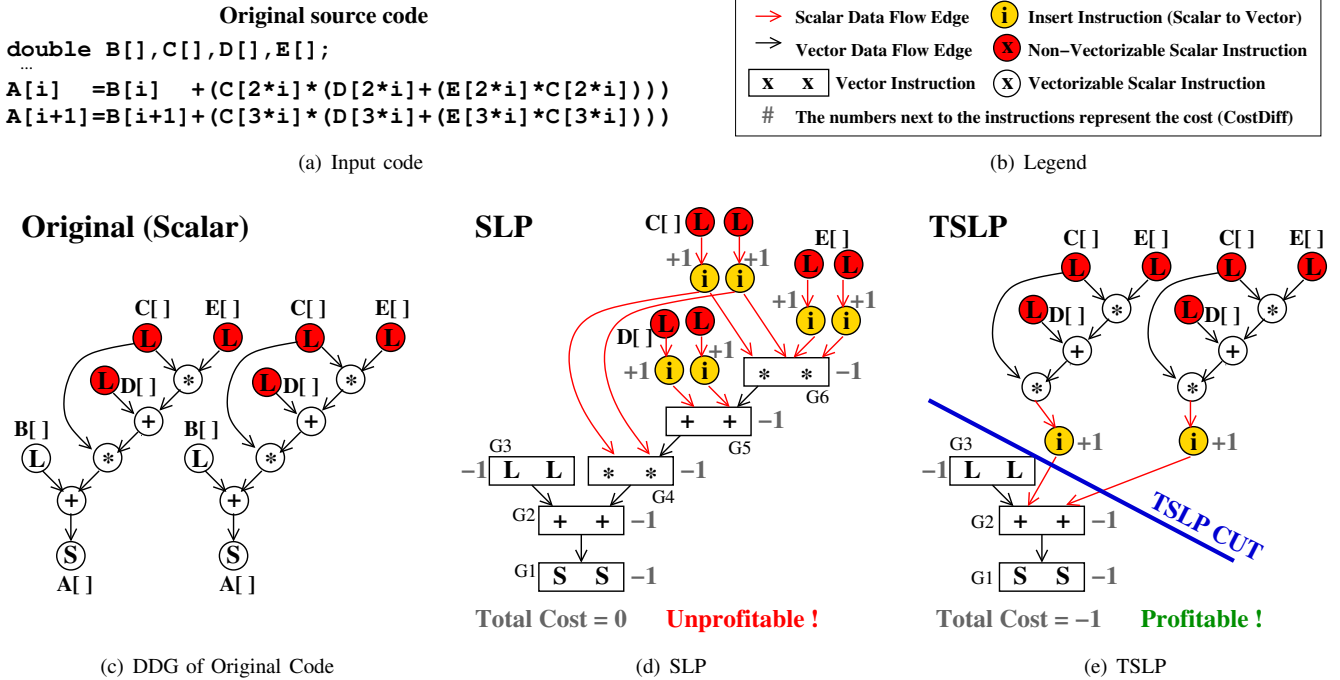 Original source code
double B[],C[],D[],E[];
...
A[i] =B[i] +(C[2*i]*(D[2*i]+(E[2*i]*C[2*i])))
A[i+1]=B[i+1]+(C[3*i]*(D[3*i]+(E[3*i]*C[3*i])))
(a) Input code
Scalar Data Flow Edge
i Insert Instruction (Scalar to Vector)
Vector Data Flow Edge
x Non-Vectorizable Scalar Instruction
x x Vector Instruction
x Vectorizable Scalar Instruction
# The numbers next to the instructions represent the cost (CostDiff)
(b) Legend
Original (Scalar)
C[ ] E[ ] C[ ] E[ ]
L L L L
L D[ ] * L D[ ] *
B[ ] + B[ ] +
L * L *
+ +
S S
A[ ] A[ ]
(c) DDG of Original Code
SLP
C[ ] L L
E[ ]
L L
+1 i i +1
+1 i i +1
D[ ] L L
+1 i i +1
* * −1
G6
+ + −1
G5
G3
−1 L L
* * −1
G4
G2 + + −1
G1 S S −1
Total Cost = 0 Unprofitable !
(d) SLP
TSLP
C[ ] E[ ] C[ ] E[ ]
L L L L
L D[ ] * L D[ ] *
+ +
* *
i +1 i +1
G3
−1 L L
G2 + + −1
TSLP CUT
G1 S S −1
Total Cost = −1 Profitable !
(e) TSLP